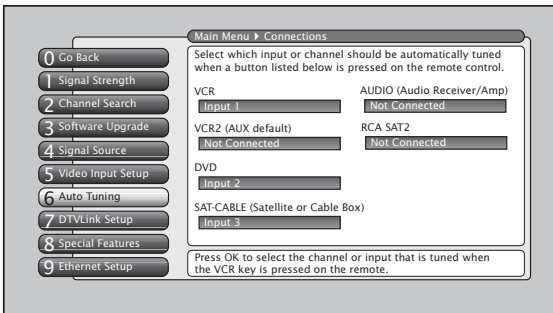 Main Menu ▶ Connections
0 Go Back
1 Signal Strength
2 Channel Search
3 Software Upgrade
4 Signal Source
5 Video Input Setup
6 Auto Tuning
7 DTVLink Setup
8 Special Features
9 Ethernet Setup
Select which input or channel should be automatically tuned
when a button listed below is pressed on the remote control.
VCR
Input 1
VCR2 (AUX default)
Not Connected
DVD
Input 2
SAT-CABLE (Satellite or Cable Box)
Input 3
AUDIO (Audio Receiver/Amp)
Not Connected
RCA SAT2
Not Connected
Press OK to select the channel or input that is tuned when
the VCR key is pressed on the remote.